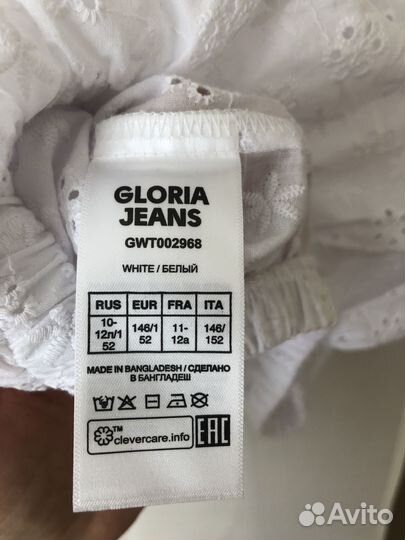 GLORIA
JEANS
GWT002968
WHITE / БЕЛЫЙ
RUS EUR FRA ITA
10- 146/1 11- 146/
12л/1 52 12a 152
52
MADE IN BANGLADESH / СДЕЛАНО
В БАНГЛАДЕШ
TM
clevercare.info EAC
Avito